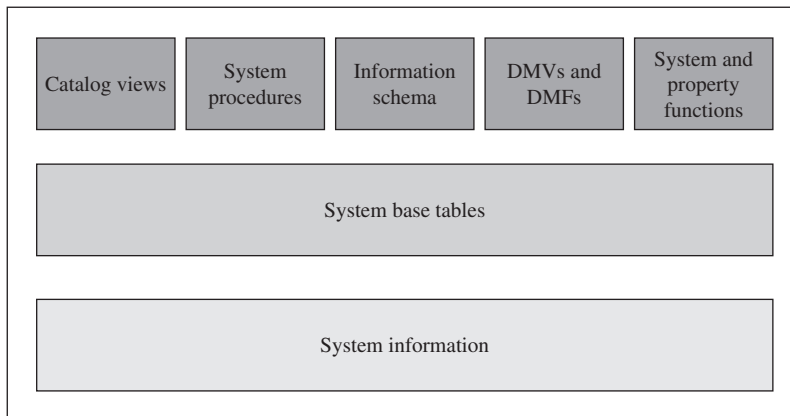 Catalog views
System
procedures
Information
schema
DMVs and
DMFs
System and
property
functions
System base tables
System information